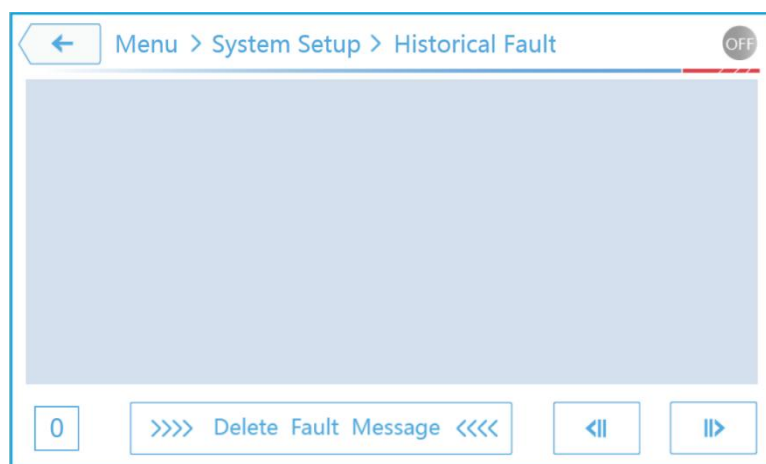 Menu > System Setup > Historical Fault OFF
0 >>>> Delete Fault Message <<<<